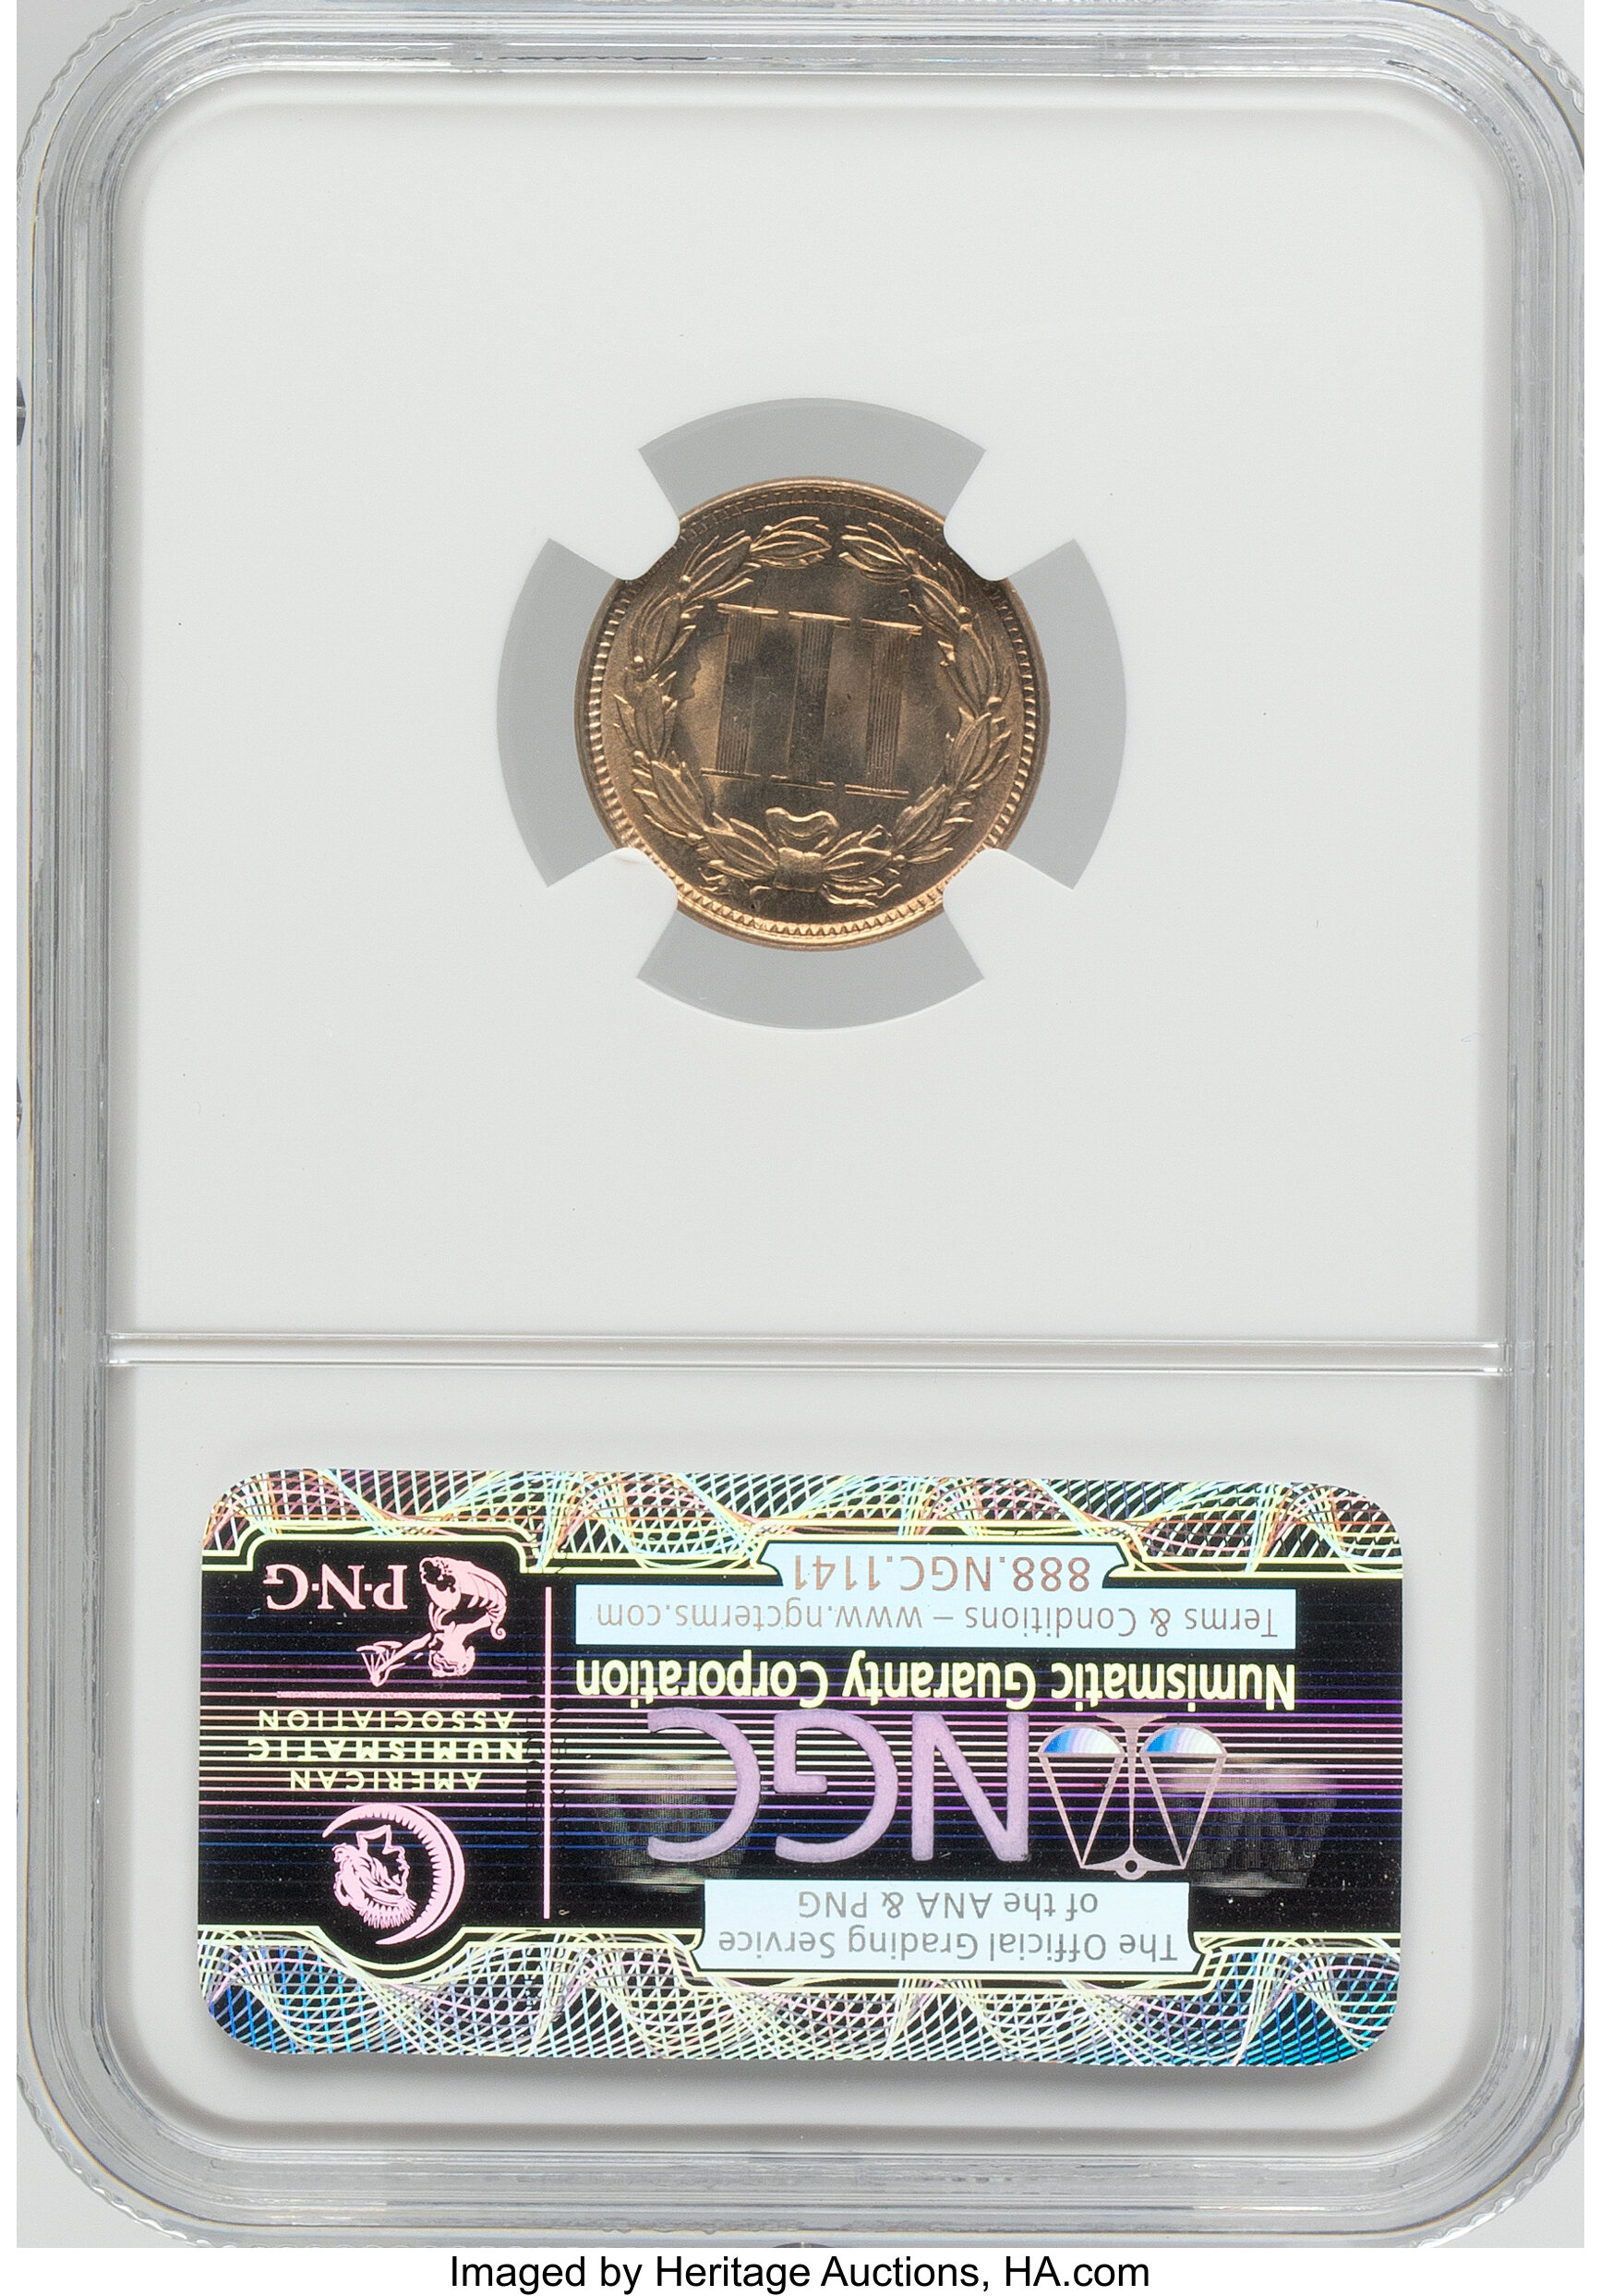 III
888.NGC.1141
Terms & Conditions – www.ngcterms.com
Numismatic Guaranty Corporation
NGC
The Official Grading Service
of the ANA & PNG
P·N·G
AMERICAN
NUMISMATIC
ASSOCIATION
Imaged by Heritage Auctions, HA.com